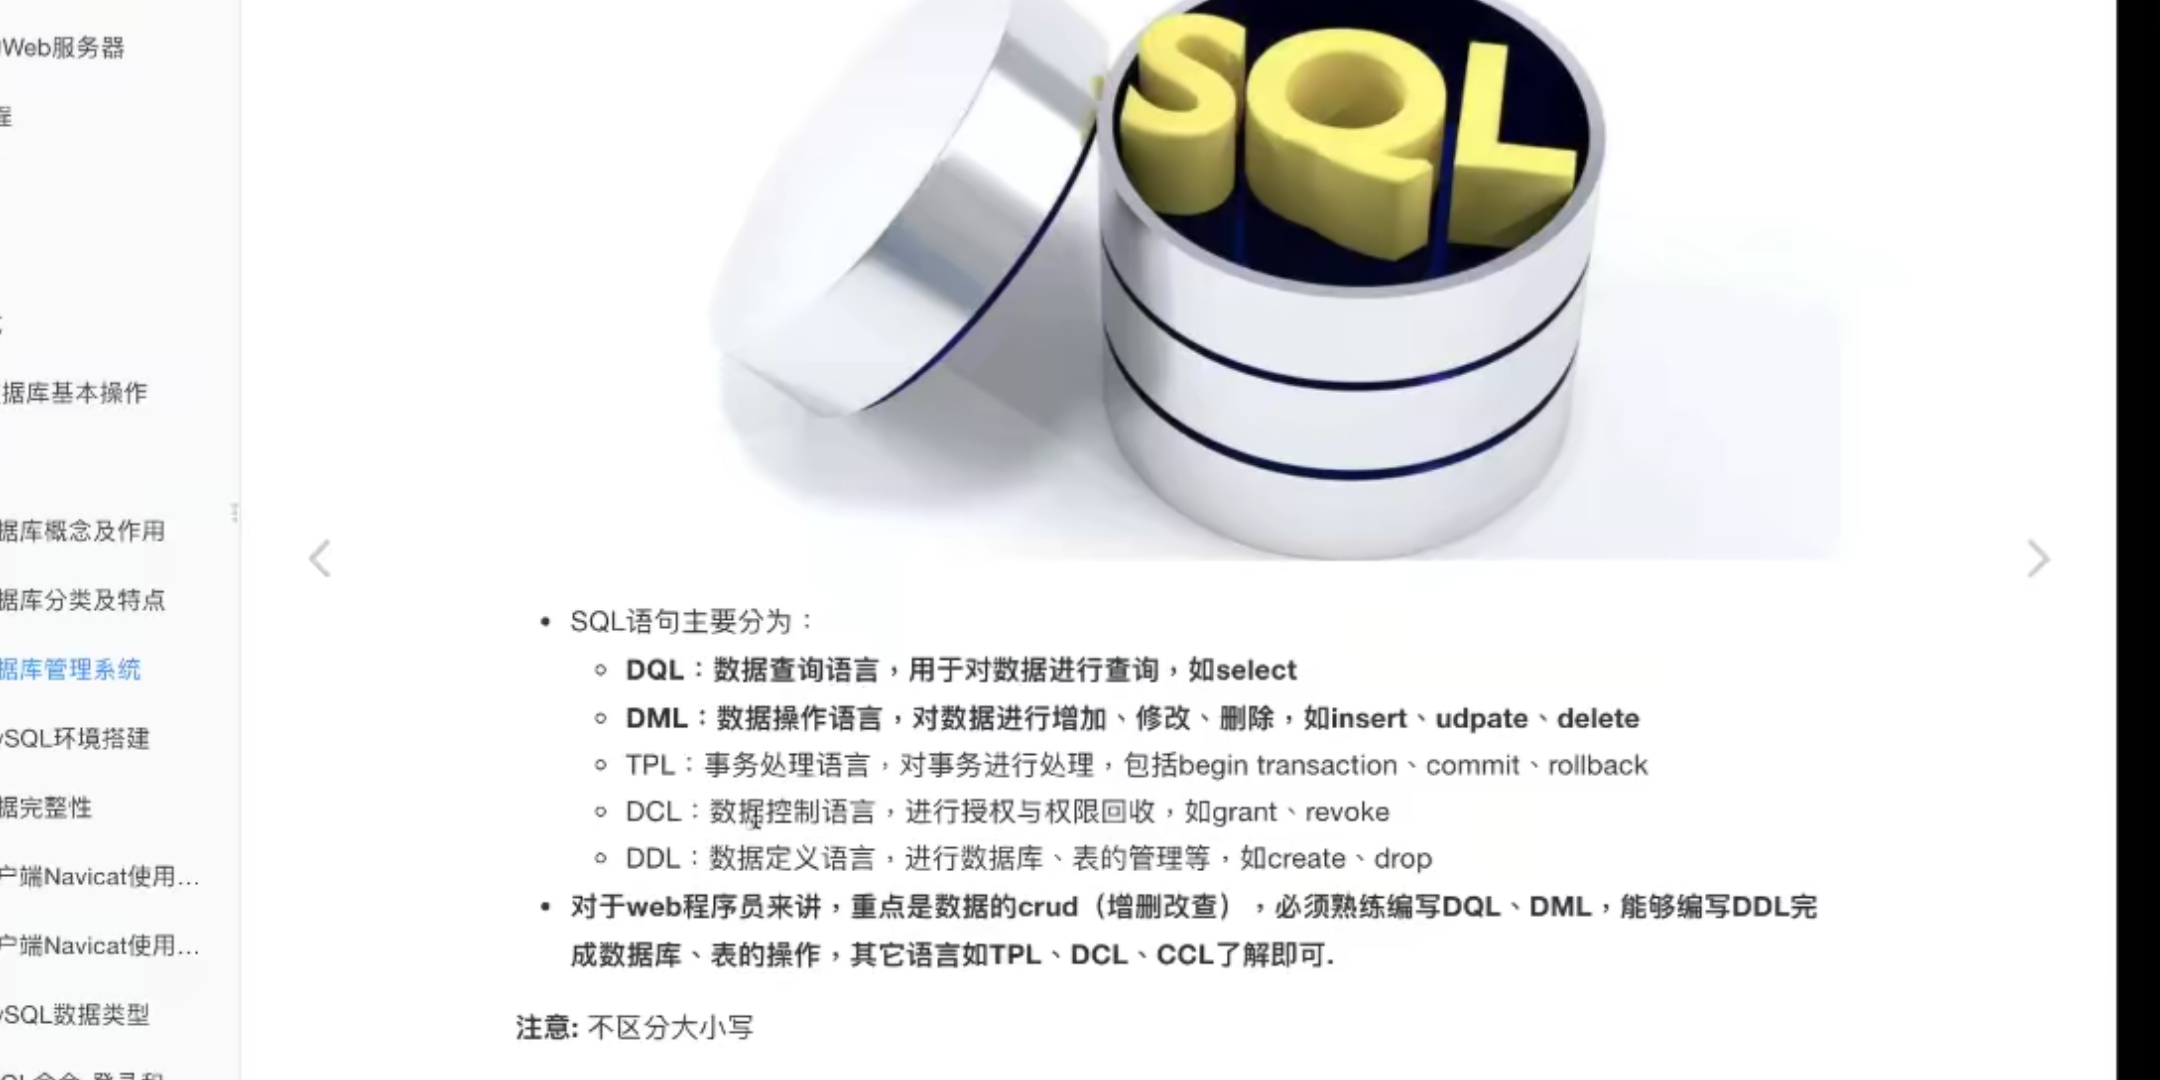 Web服务器
程
据库基本操作
据库概念及作用
据库分类及特点
据库管理系统
SQL环境搭建
据完整性
户端Navicat使用...
户端Navicat使用...
SQL数据类型
SQL
SQL语句主要分为：
DQL：数据查询语言，用于对数据进行查询，如select
DML：数据操作语言，对数据进行增加、修改、删除，如insert、udpate、delete
TPL：事务处理语言，对事务进行处理，包括begin transaction、commit、rollback
DCL：数据控制语言，进行授权与权限回收，如grant、revoke
DDL：数据定义语言，进行数据库、表的管理等，如create、drop
对于web程序员来讲，重点是数据的crud（增删改查），必须熟练编写DQL、DML，能够编写DDL完
成数据库、表的操作，其它语言如TPL、DCL、CCL了解即可.
注意: 不区分大小写